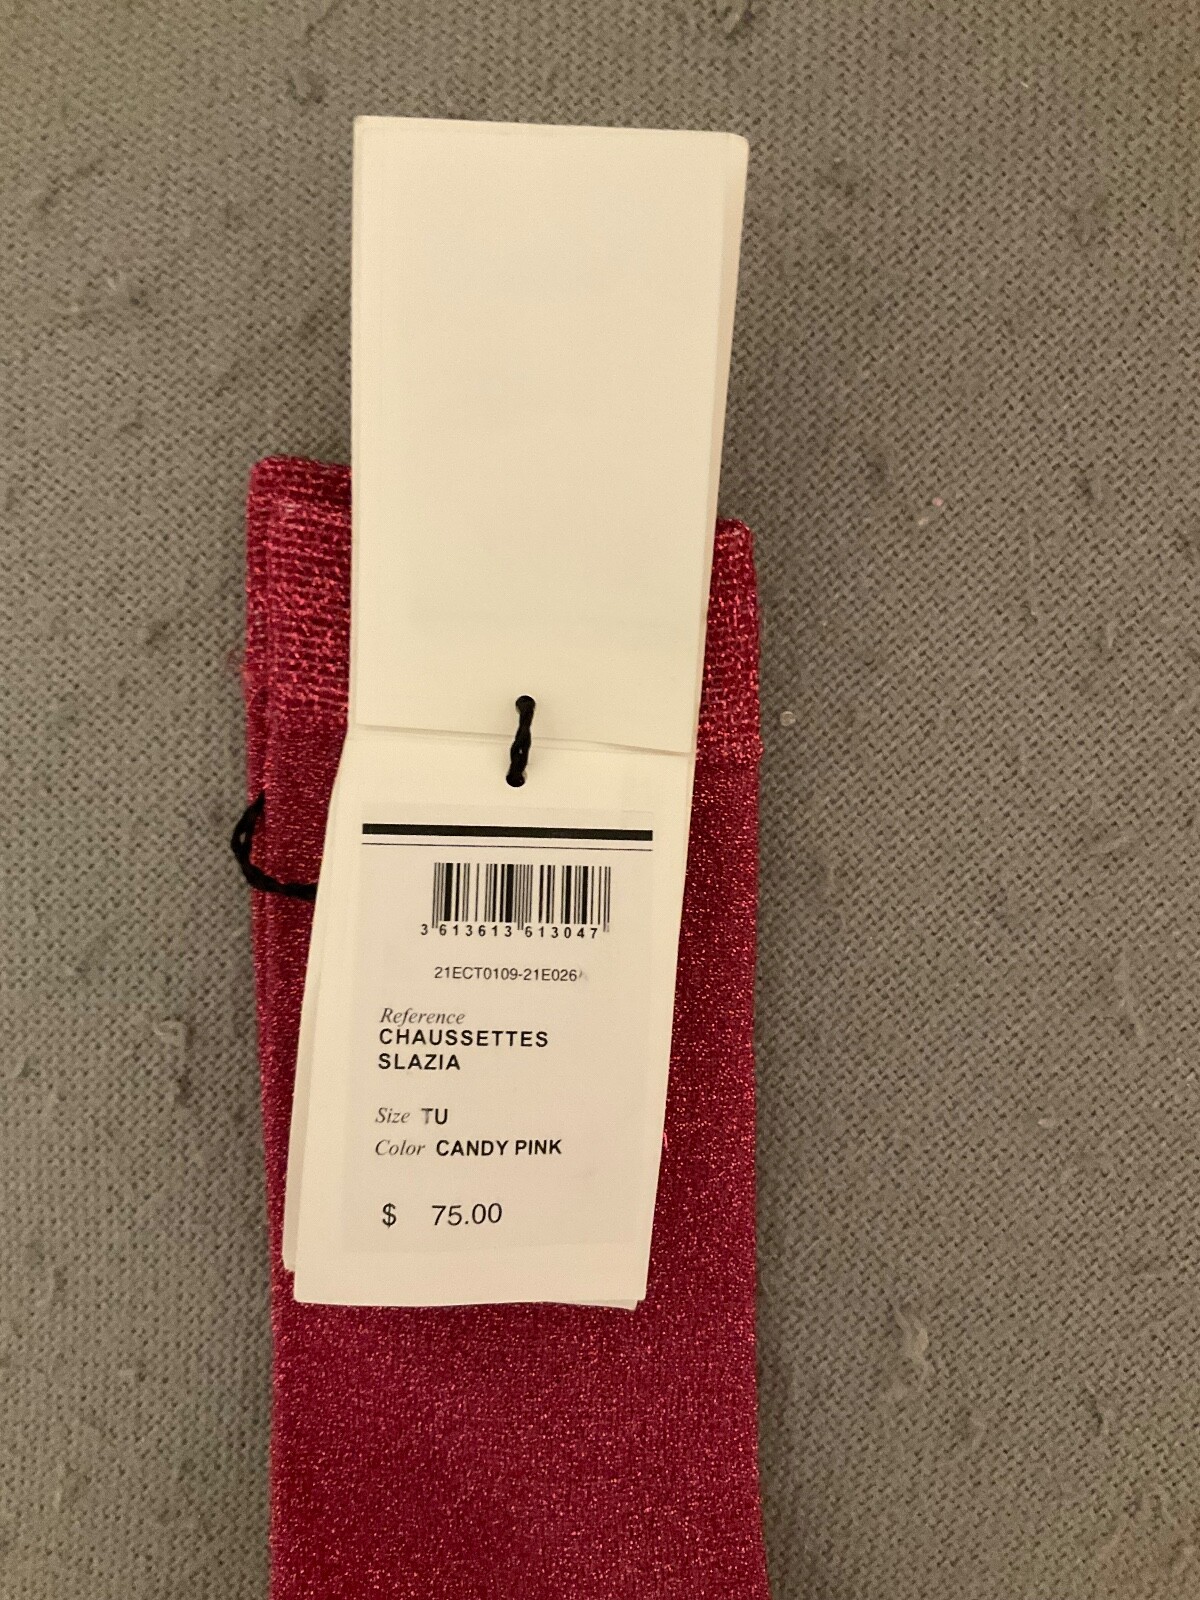 3 613613 613047
21ECT0109-21E026
Reference
CHAUSSETTES
SLAZIA
Size TU
Color CANDY PINK
$ 75.00